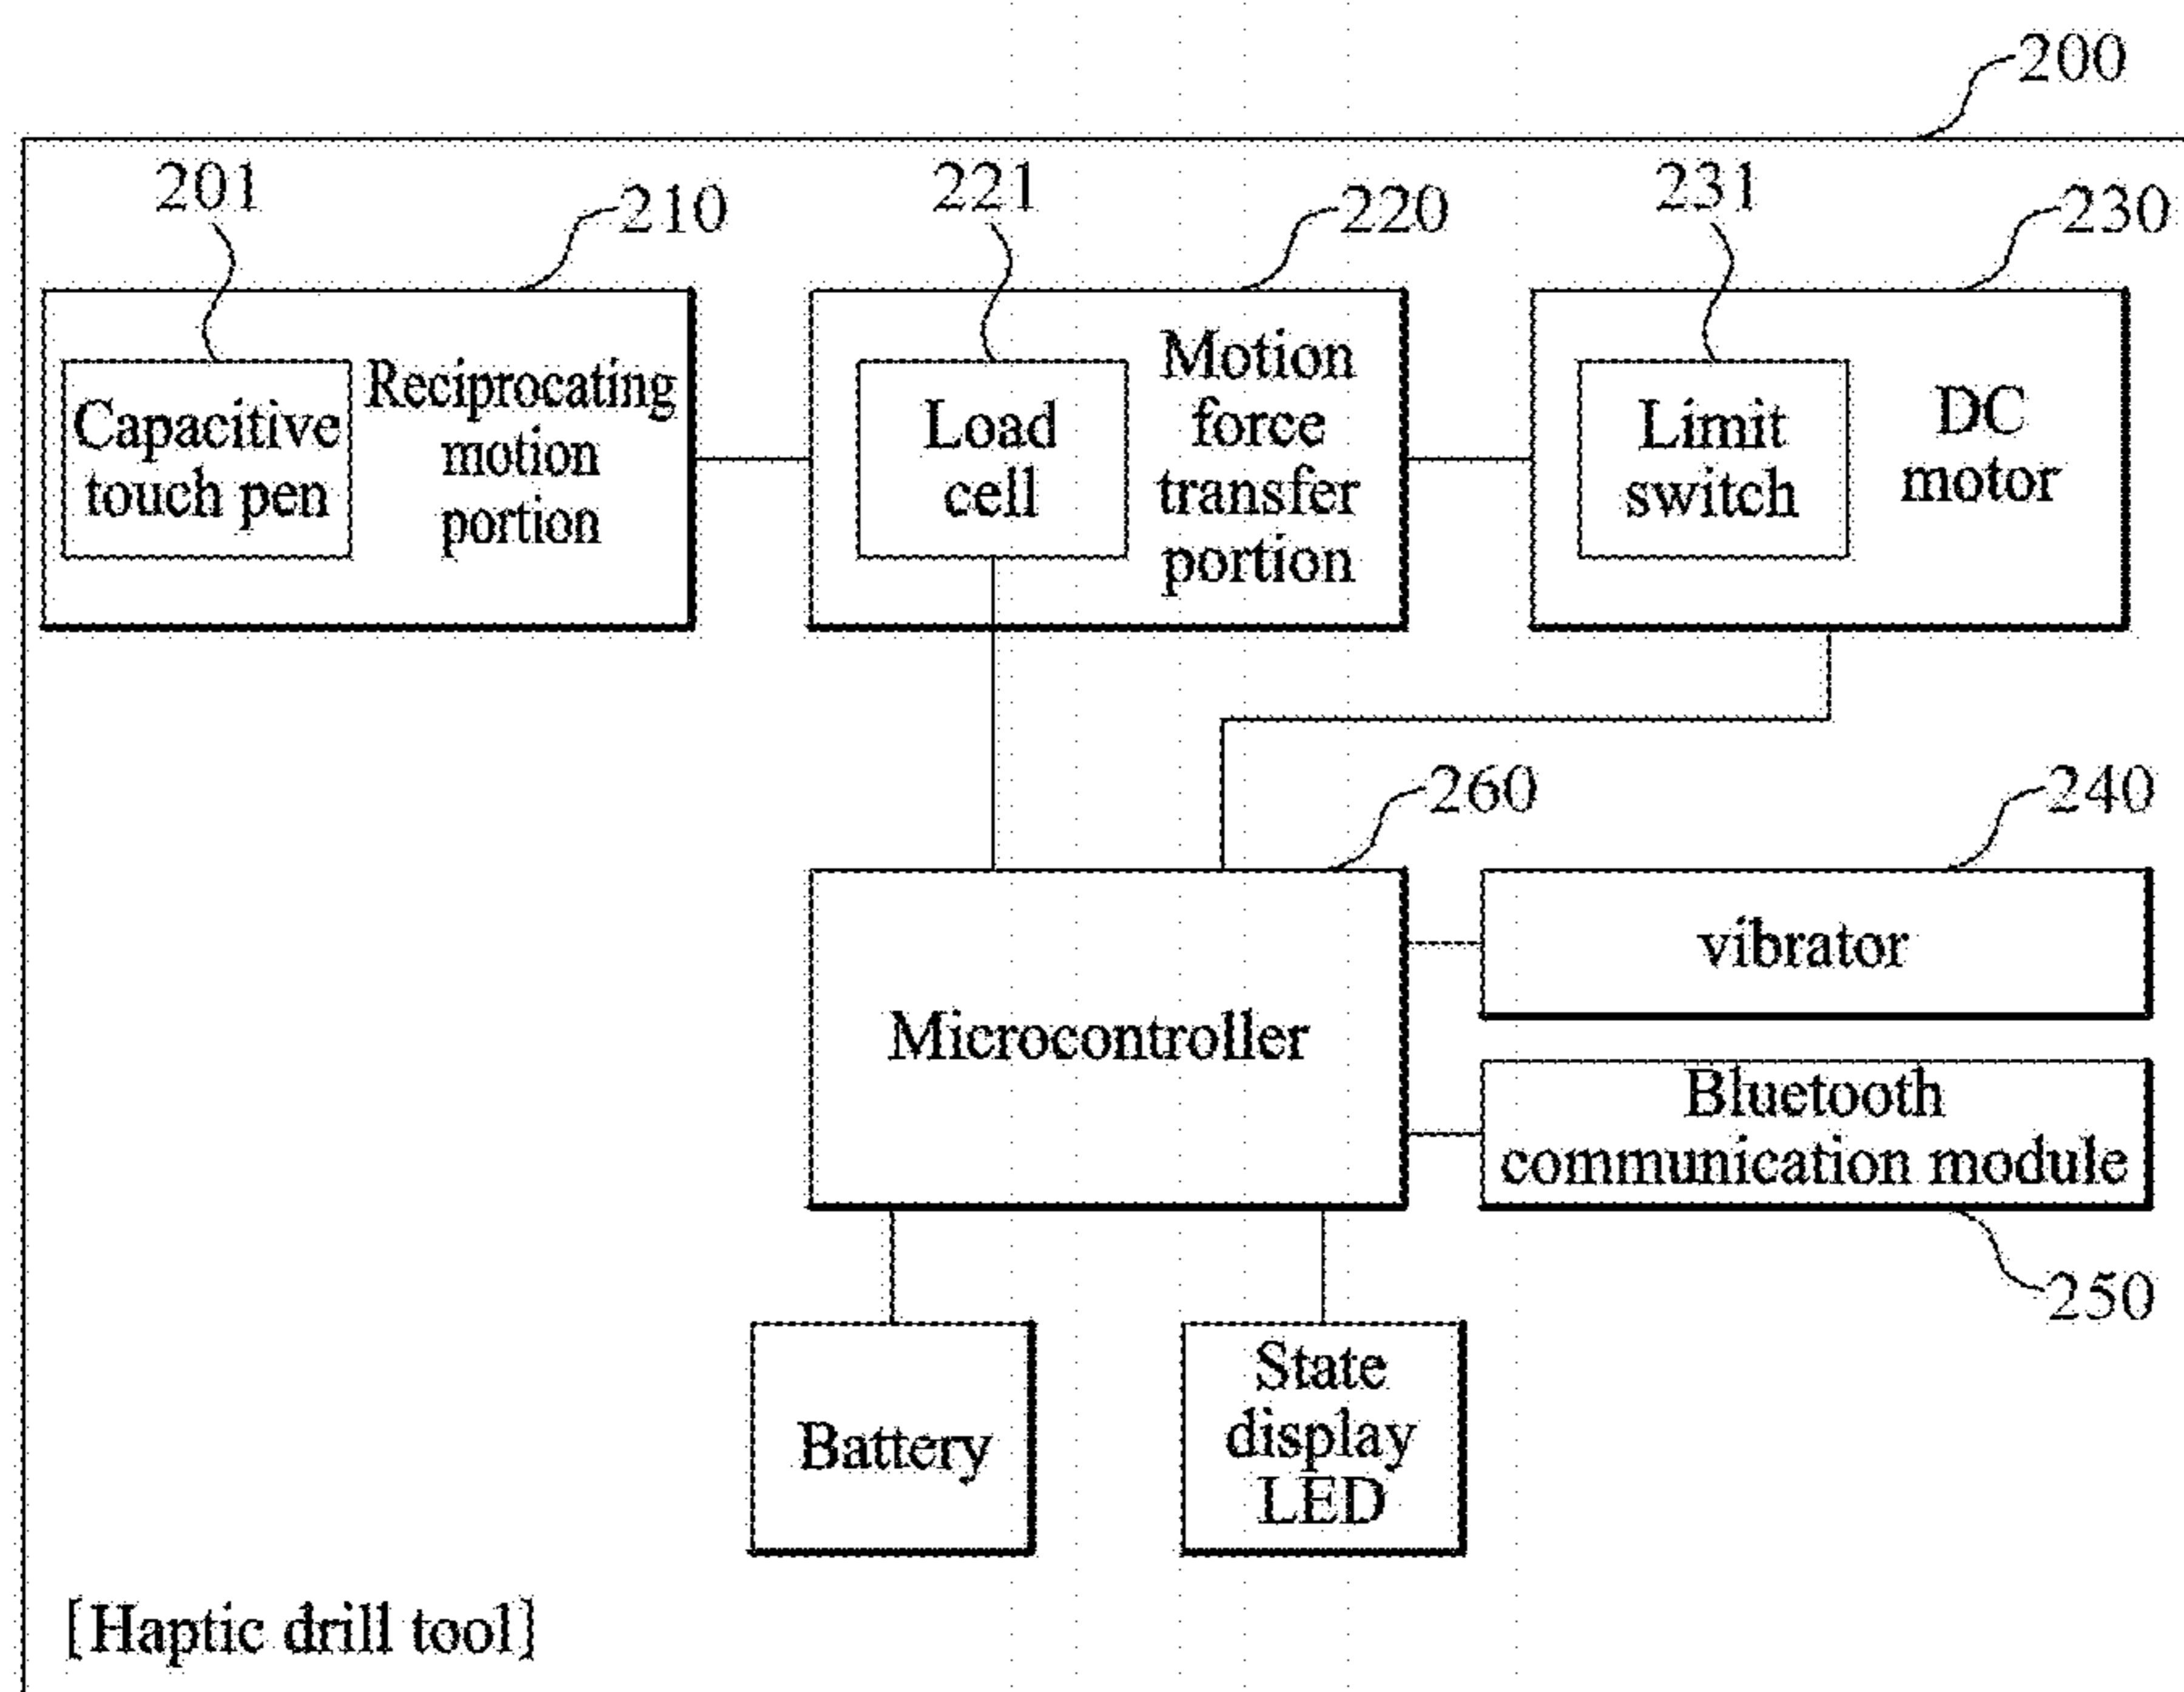 200
201
210
221
220
231
230
Capacitive
touch pen
Reciprocating
motion
portion
Load
cell
Motion
force
transfer
portion
Limit
switch
DC
motor
260
240
Microcontroller
vibrator
Bluetooth
communication module
250
Battery
State
display
LED
[Haptic drill tool]